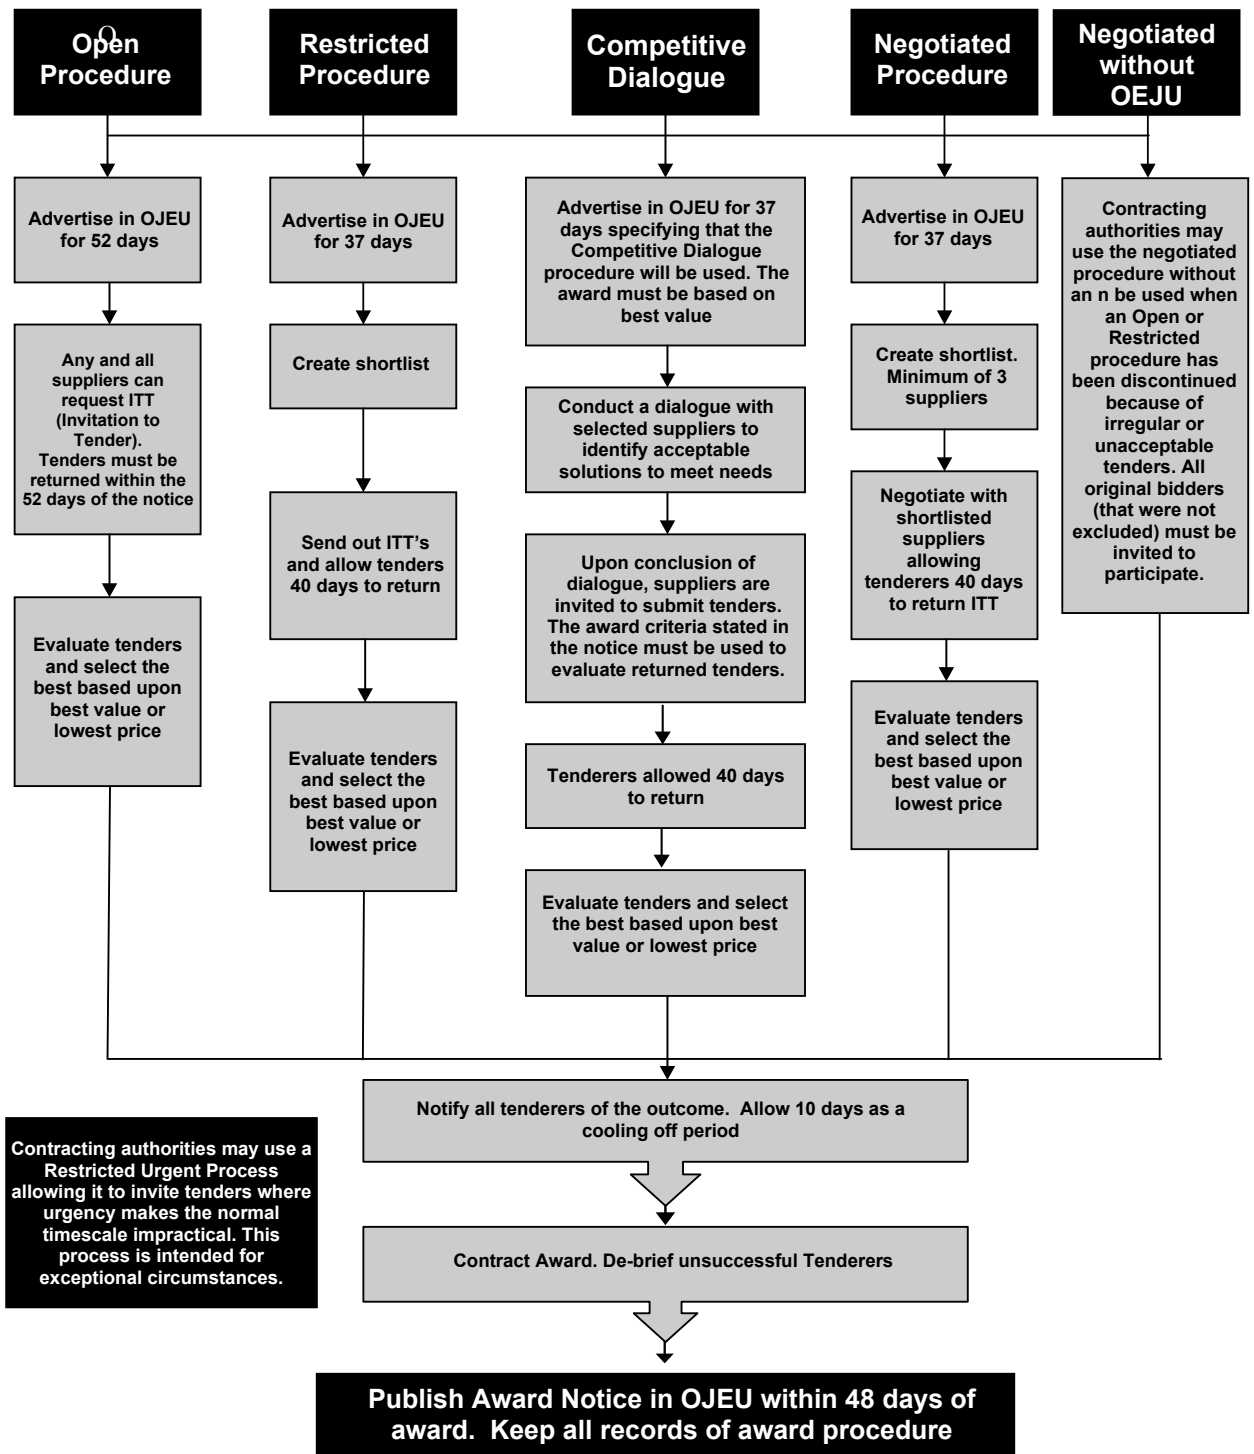 O
Open
Procedure
Restricted
Procedure
Competitive
Dialogue
Negotiated
Procedure
Negotiated
without
OEJU
Advertise in OJEU
for 52 days
Any and all
suppliers can
request ITT
(Invitation to
Tender).
Tenders must be
returned within the
52 days of the notice
Evaluate tenders
and select the
best based upon
best value or
lowest price
Advertise in OJEU
for 37 days
Create shortlist
Send out ITT’s
and allow tenders
40 days to return
Evaluate tenders
and select the
best based upon
best value or
lowest price
Advertise in OJEU for 37
days specifying that the
Competitive Dialogue
procedure will be used. The
award must be based on
best value
Conduct a dialogue with
selected suppliers to
identify acceptable
solutions to meet needs
Upon conclusion of
dialogue, suppliers are
invited to submit tenders.
The award criteria stated in
the notice must be used to
evaluate returned tenders.
Tenderers allowed 40 days
to return
Evaluate tenders and select
the best based upon best
value or lowest price
Advertise in OJEU
for 37 days
Create shortlist.
Minimum of 3
suppliers
Negotiate with
shortlisted
suppliers
allowing
tenderers 40 days
to return ITT
Evaluate tenders
and select the
best based upon
best value or
lowest price
Contracting
authorities may
use the negotiated
procedure without
an n be used when
an Open or
Restricted
procedure has
been discontinued
because of
irregular or
unacceptable
tenders. All
original bidders
(that were not
excluded) must be
invited to
participate.
Notify all tenderers of the outcome. Allow 10 days as a
cooling off period
Contracting authorities may use a
Restricted Urgent Process
allowing it to invite tenders where
urgency makes the normal
timescale impractical. This
process is intended for
exceptional circumstances.
Contract Award. De-brief unsuccessful Tenderers
Publish Award Notice in OJEU within 48 days of
award. Keep all records of award procedure